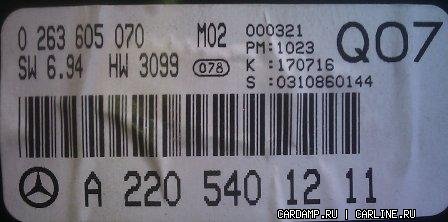 0 263 605 070 M02 000321 Q07
PM:1023
SW 6.94 HW 3099 078 K :170716
S :0310860144
A 220 540 12 11
CARDAMP.RU | CARLINE.RU